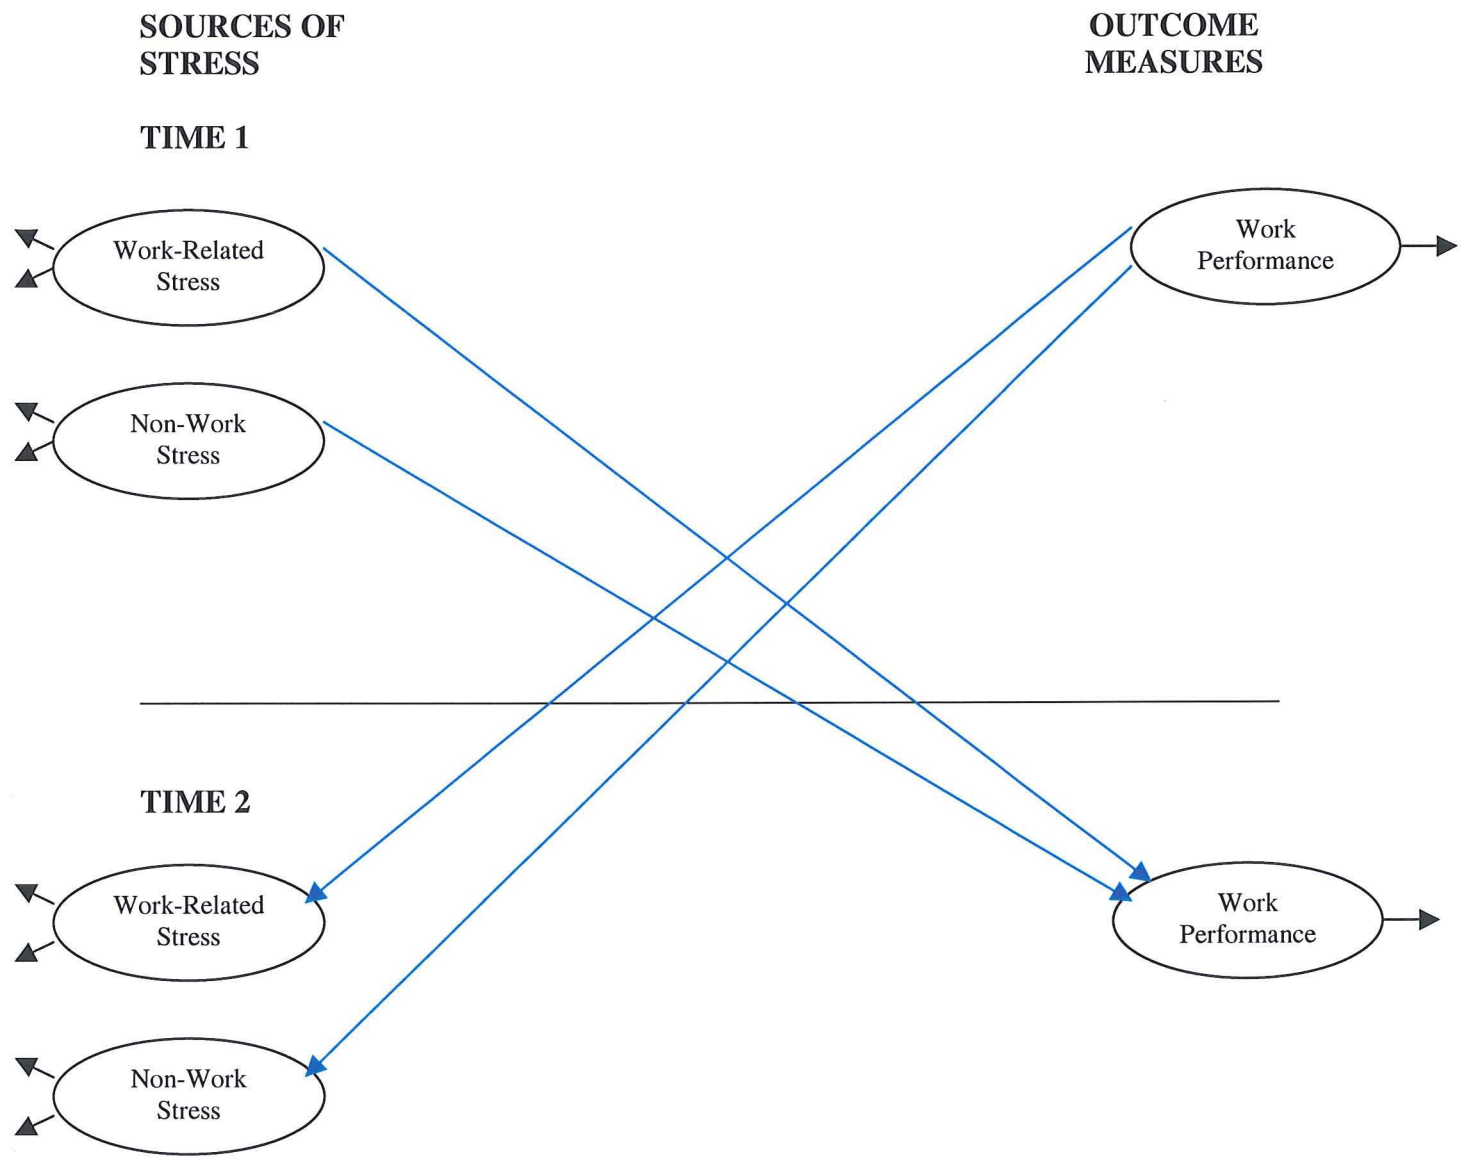 SOURCES OF
STRESS
OUTCOME
MEASURES
TIME 1
Work-Related
Stress
Work
Performance
Non-Work
Stress
TIME 2
Work-Related
Stress
Work
Performance
Non-Work
Stress